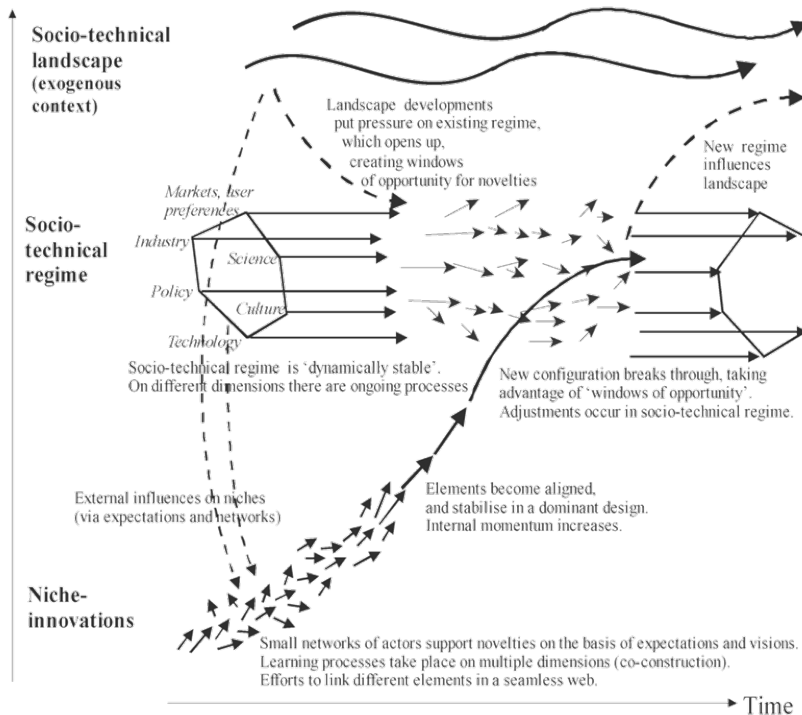 Socio-technical
landscape
(exogenous
context)
Landscape developments
put pressure on existing regime,
which opens up,
creating windows
of opportunity for novelties
New regime
influences
landscape
Socio-
technical
regime
Markets, user
preferences
Industry
Science
Policy
Culture
Technology
Socio-technical regime is ‘dynamically stable’.
On different dimensions there are ongoing processes
New configuration breaks through, taking
advantage of ‘windows of opportunity’.
Adjustments occur in socio-technical regime.
External influences on niches
(via expectations and networks)
Elements become aligned,
and stabilise in a dominant design.
Internal momentum increases.
Niche-
innovations
Small networks of actors support novelties on the basis of expectations and visions.
Learning processes take place on multiple dimensions (co-construction).
Efforts to link different elements in a seamless web.
Time